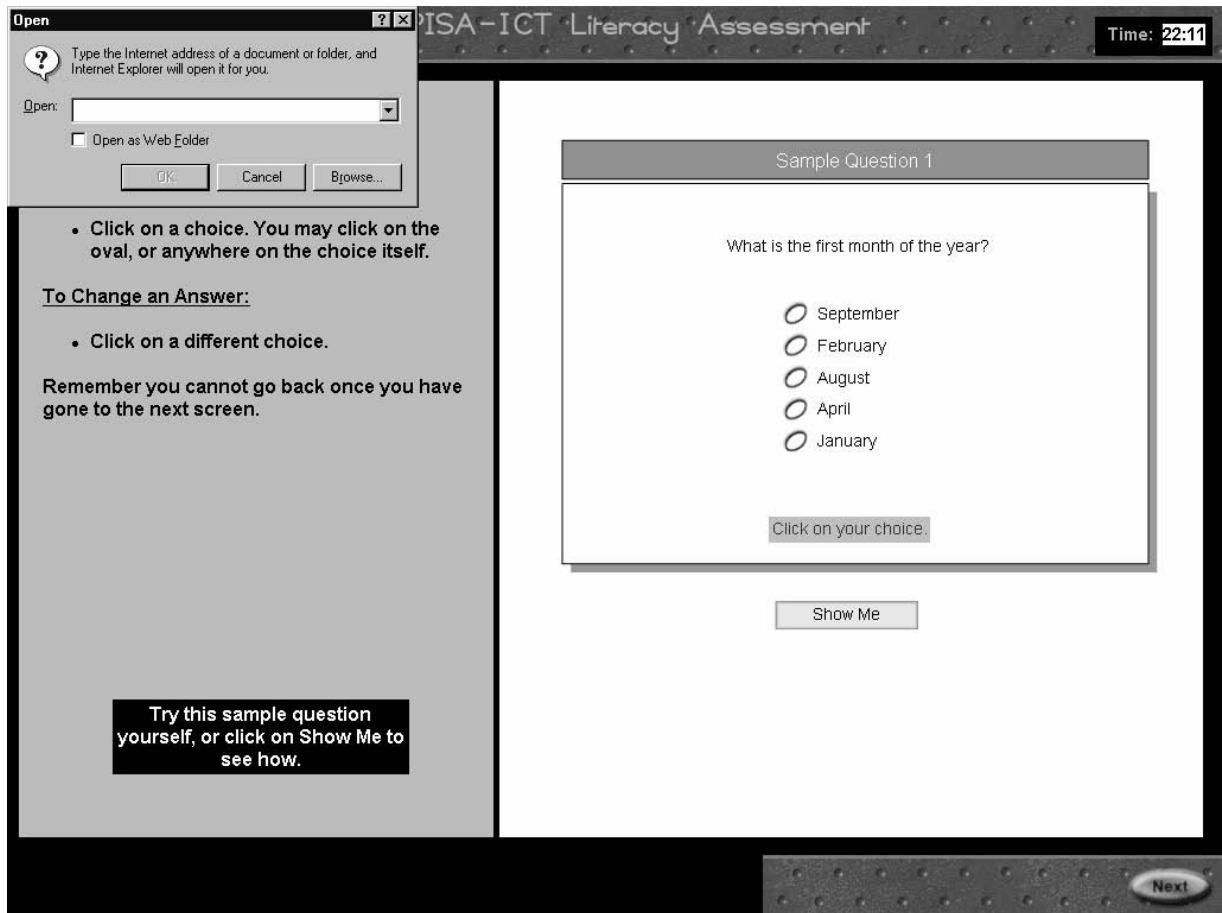 Open
Type the Internet address of a document or folder, and
Internet Explorer will open it for you.
Open:
Open as Web Folder
OK
Cancel
Browse...
PISA-ICT Literacy Assessment
Time: 22:11
• Click on a choice. You may click on the
oval, or anywhere on the choice itself.
To Change an Answer:
• Click on a different choice.
Remember you cannot go back once you have
gone to the next screen.
Try this sample question
yourself, or click on Show Me to
see how.
Sample Question 1
What is the first month of the year?
September
February
August
April
January
Click on your choice.
Show Me
Next